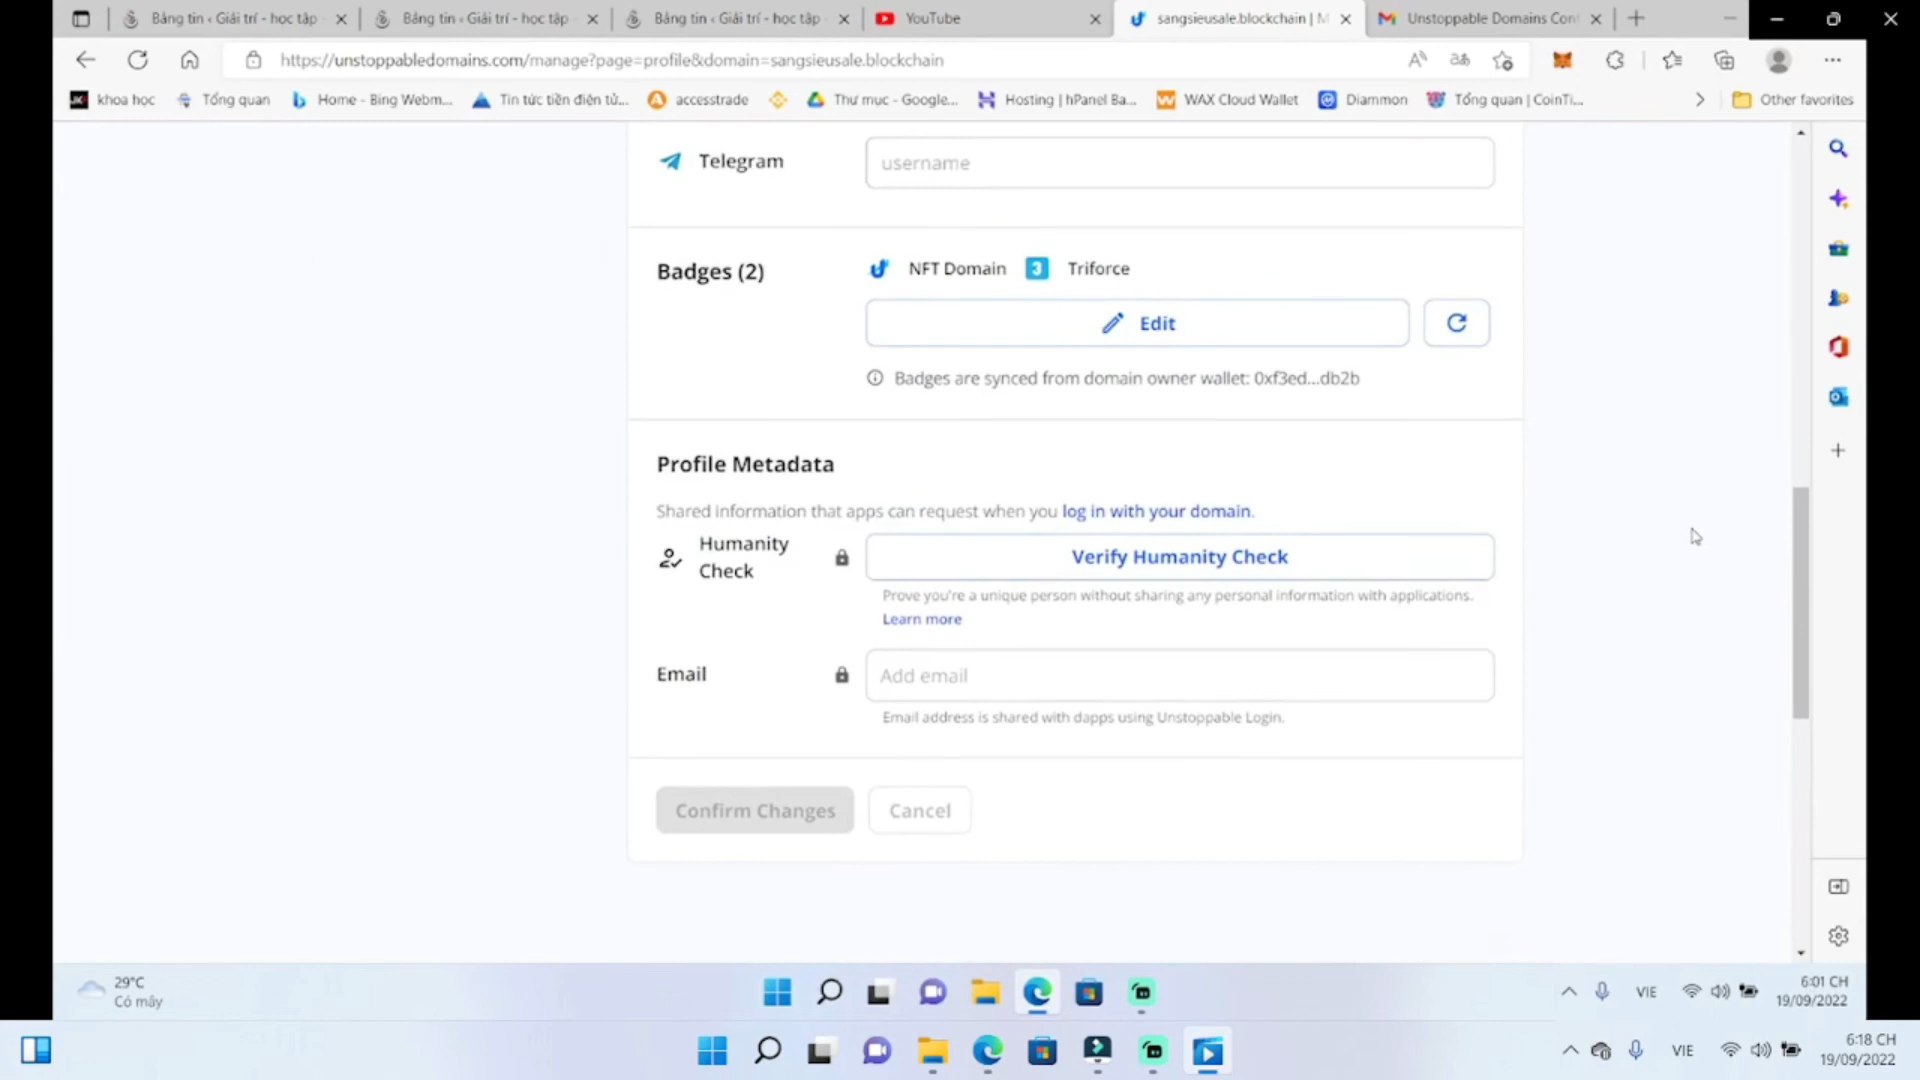 Bảng tin ‹ Giải trí - học tập
Bảng tin ‹ Giải trí - học tập
Bảng tin ‹ Giải trí - học tập
YouTube
sangsieusale.blockchain | M
Unstoppable Domains Con
https://unstoppabledomains.com/manage?page=profile&domain=sangsieusale.blockchain
khoa học
Tổng quan
Home - Bing Webm...
Tin tức tiền điện tử...
accesstrade
Thư mục - Google...
Hosting | hPanel Ba...
WAX Cloud Wallet
Diammon
Tổng quan | CoinTi...
Other favorites
Telegram
username
Badges (2)
NFT Domain
3
Triforce
Edit
Badges are synced from domain owner wallet: 0xf3ed...db2b
Profile Metadata
Shared information that apps can request when you log in with your domain.
Humanity
Check
Verify Humanity Check
Prove you're a unique person without sharing any personal information with applications.
Learn more
Email
Add email
Email address is shared with dapps using Unstoppable Login.
Confirm Changes
Cancel
29°C
Có mây
VIE
6:01 CH
19/09/2022
VIE
6:18 CH
19/09/2022